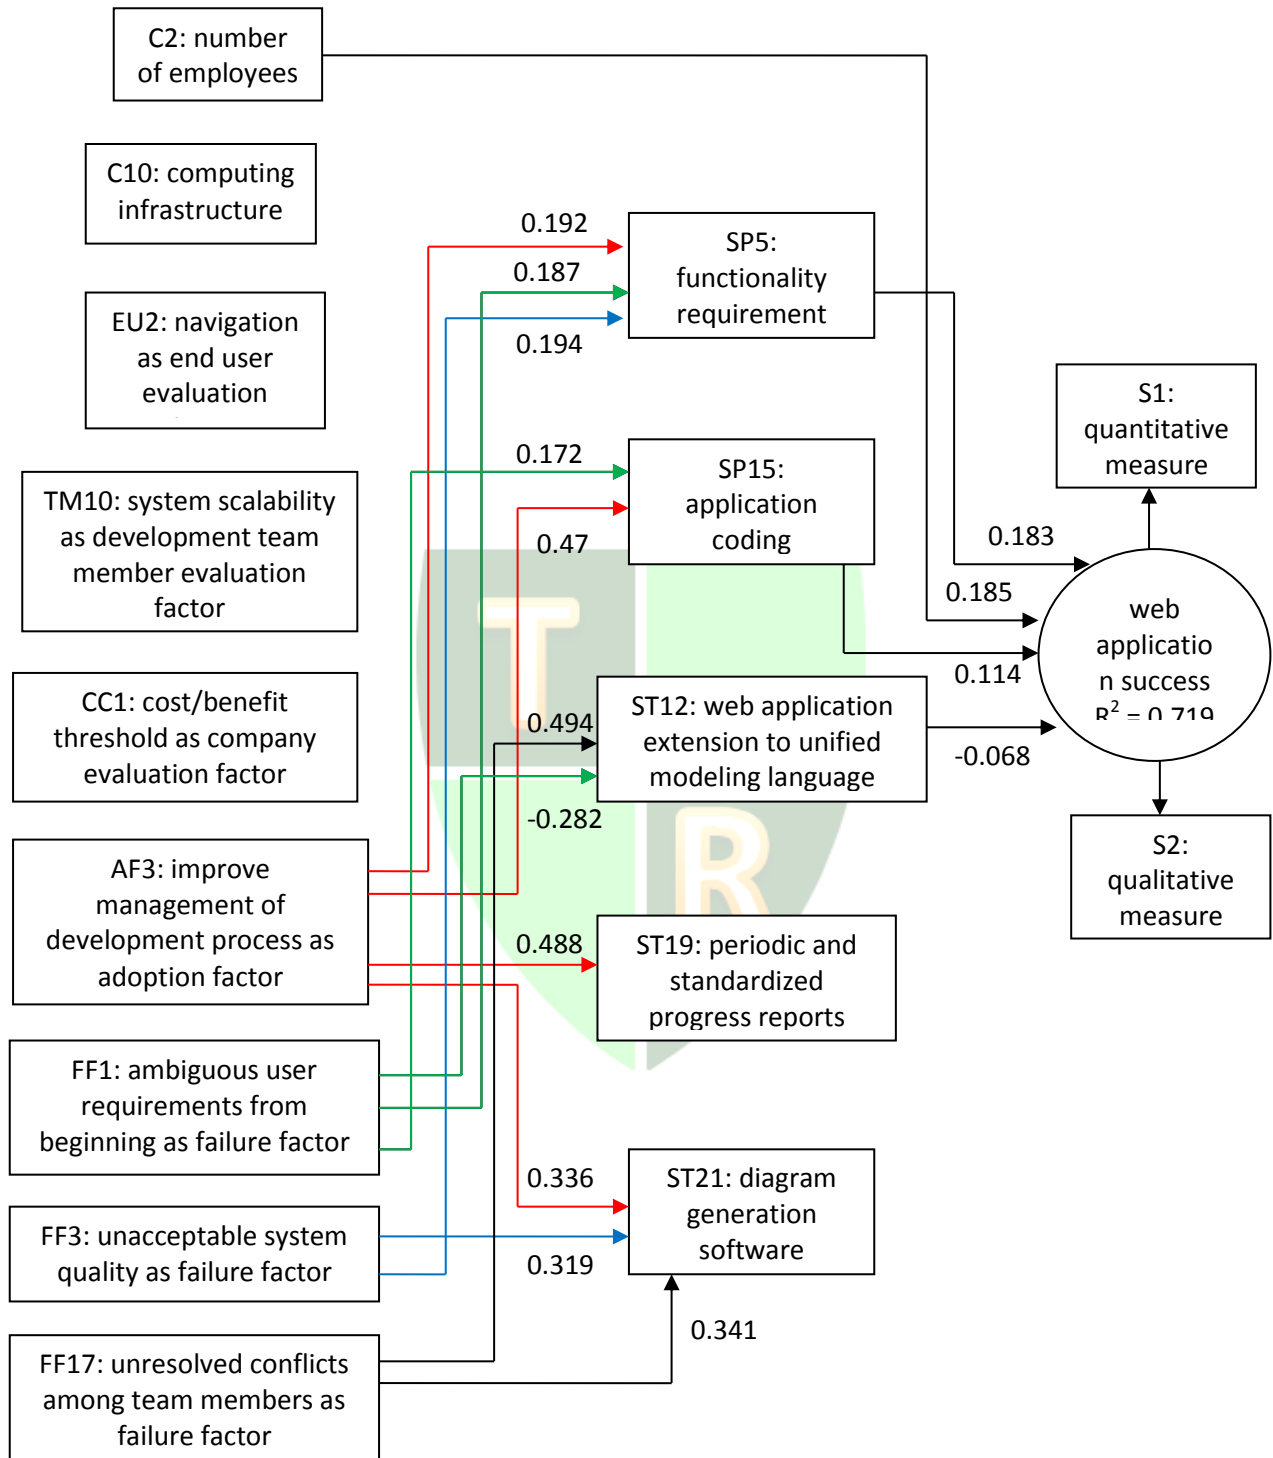 C2: number
of employees
C10: computing
infrastructure
EU2: navigation
as end user
evaluation
TM10: system scalability
as development team
member evaluation
factor
CC1: cost/benefit
threshold as company
evaluation factor
AF3: improve
management of
development process as
adoption factor
FF1: ambiguous user
requirements from
beginning as failure factor
FF3: unacceptable system
quality as failure factor
FF17: unresolved conflicts
among team members as
failure factor
0.192
0.187
0.194
0.172
0.47
0.494
-0.282
0.488
0.336
0.319
0.341
SP5:
functionality
requirement
SP15:
application
coding
T
R
ST12: web application
extension to unified
modeling language
ST19: periodic and
standardized
progress reports
ST21: diagram
generation
software
0.183
0.185
0.114
-0.068
S1:
quantitative
measure
web
applicatio
n success
R² = 0.719
S2:
qualitative
measure